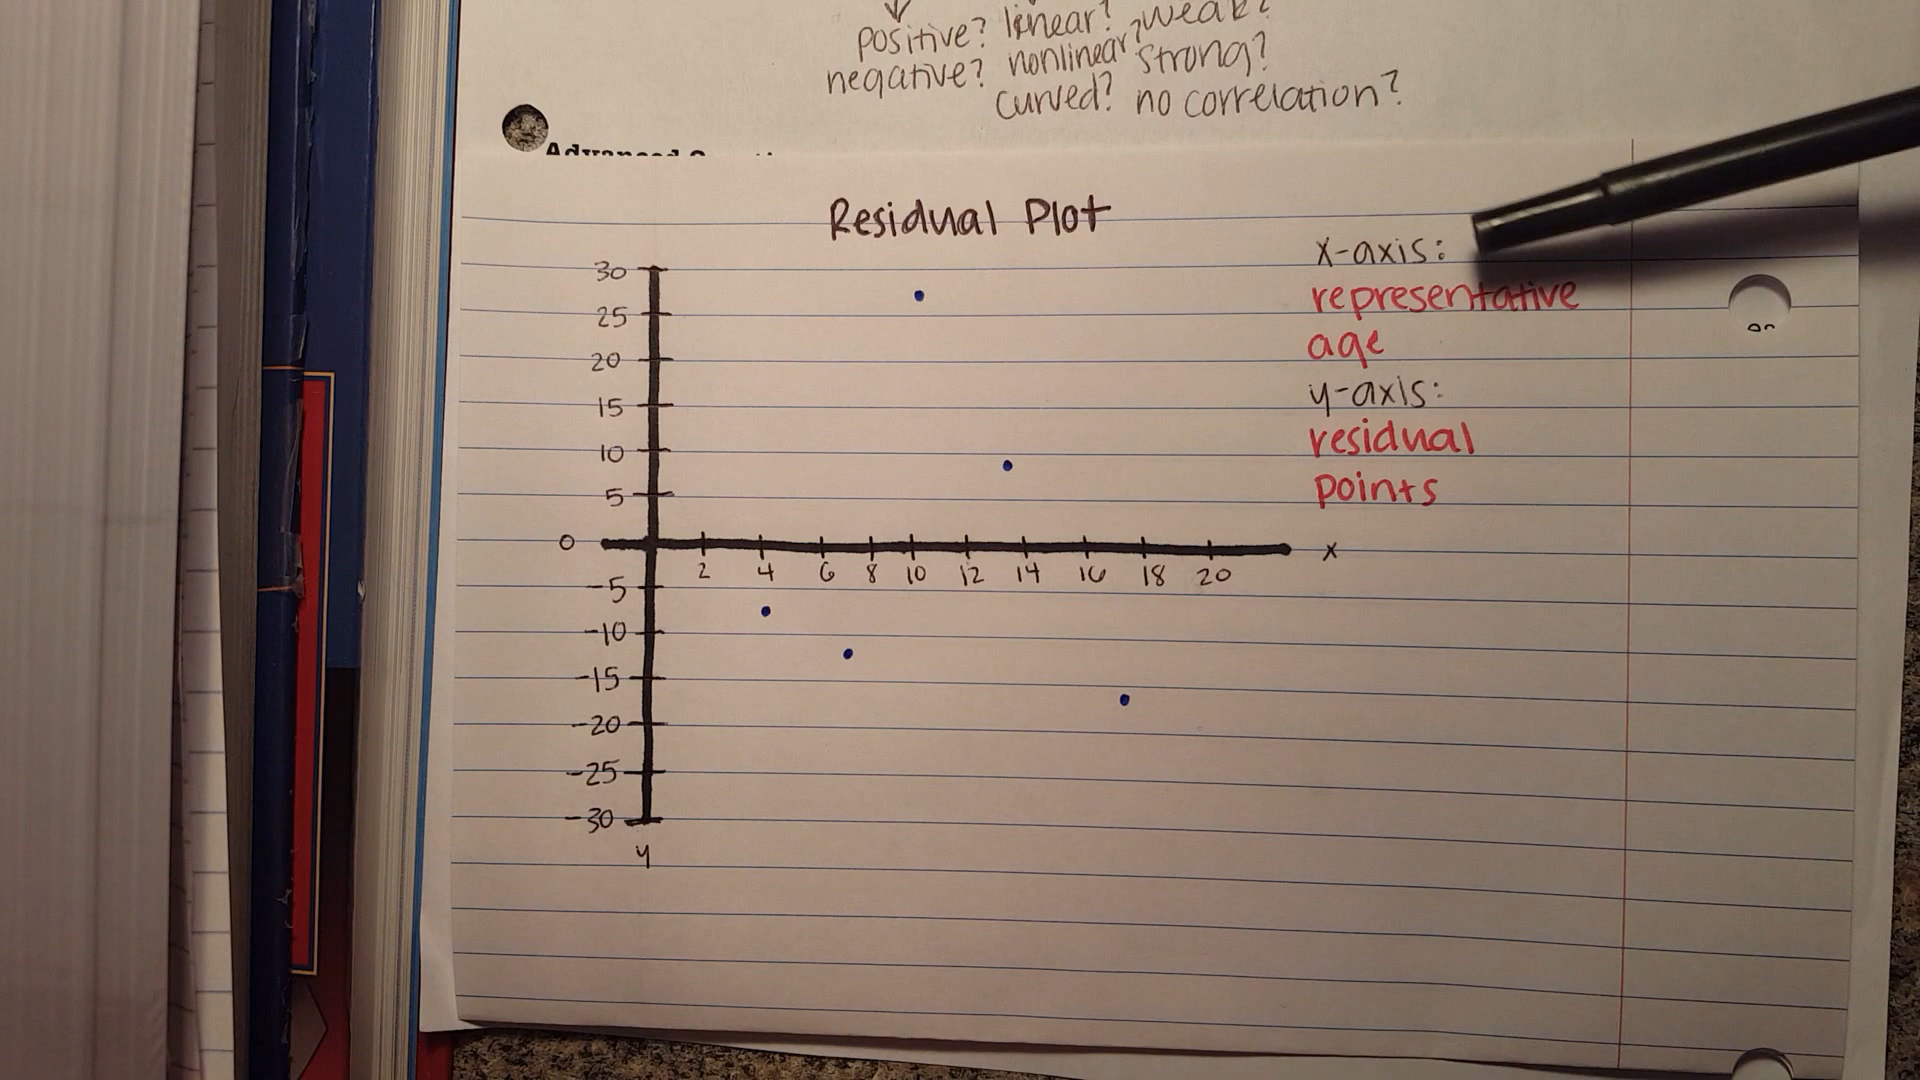 positive? linear? weak?
negative? nonlinear? strong?
curved? no correlation?
Advanced
Residual Plot
x-axis:
representative
age
y-axis:
residual
points
30
25
20
15
10
5
0
-5
-10
-15
-20
-25
-30
2 4 6 8 10 12 14 16 18 20
x
y